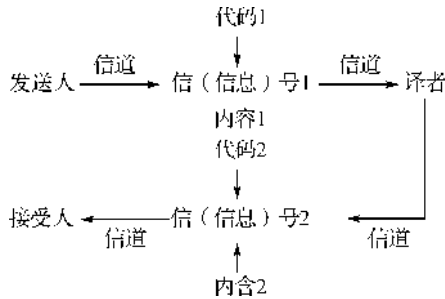 代码1
信道 信道
发送人 信（信息）号1 译者
内容1
代码2
接受人 信（信息）号2
信道 信道
内含2